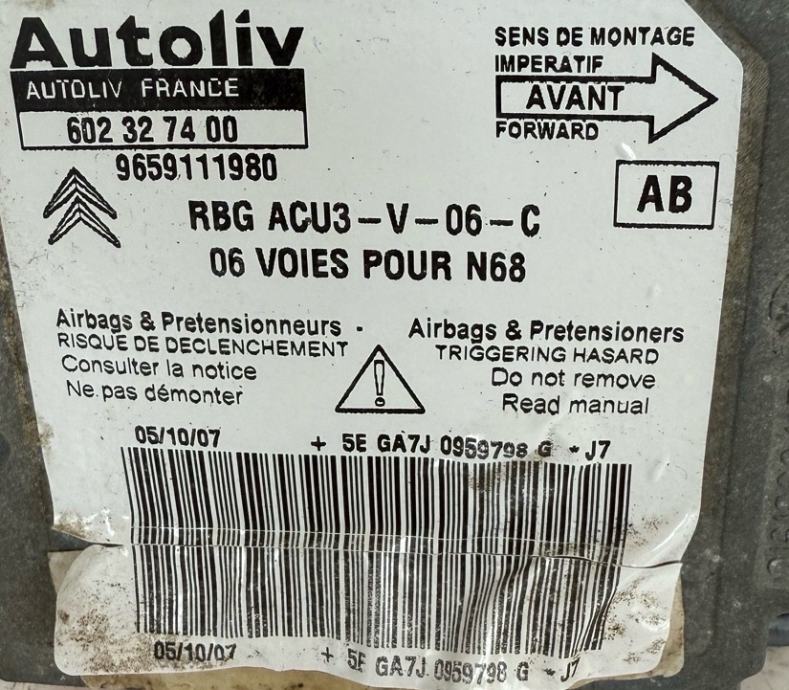 Autoliv
AUTOLIV FRANCE
602 32 74 00
9659111980
SENS DE MONTAGE
IMPERATIF
AVANT
FORWARD
AB
RBG ACU3-V-06-C
06 VOIES POUR N68
Airbags & Pretensionneurs -
RISQUE DE DECLENCHEMENT
Consulter la notice
Ne pas démonter
Airbags & Pretensioners
TRIGGERING HASARD
Do not remove
Read manual
05/10/07 + 5E GA7J 0959798 G * J7
05/10/07 + 5E GA7J 0959798 G * J7